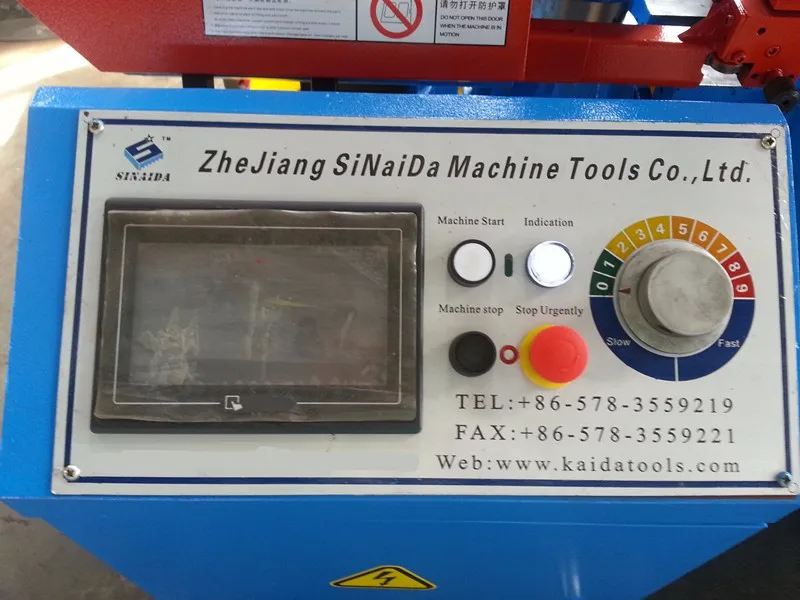 请勿打开防护罩
DO NOT OPEN THIS DOOR
WHEN THE MACHINE IS IN
MOTION
SINAIDA
TM
ZheJiang SiNaiDa Machine Tools Co.,Ltd.
Machine Start
Indication
Machine stop
Stop Urgently
0 1 2 3 4 5 6 7 8 9
Slow
Fast
TEL:+86-578-3559219
FAX:+86-578-3559221
Web:www.kaidatools.com